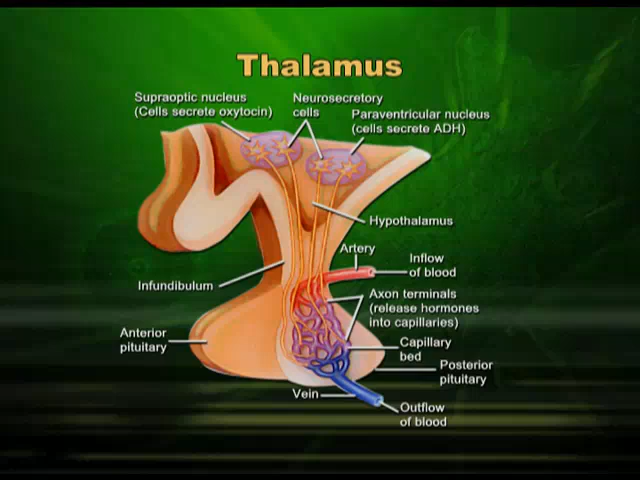 Thalamus
Supraoptic nucleus
(Cells secrete oxytocin)
Neurosecretory
cells
Paraventricular nucleus
(cells secrete ADH)
Hypothalamus
Artery
Inflow
of blood
Infundibulum
Axon terminals
(release hormones
into capillaries)
Anterior
pituitary
Capillary
bed
Posterior
pituitary
Vein
Outflow
of blood